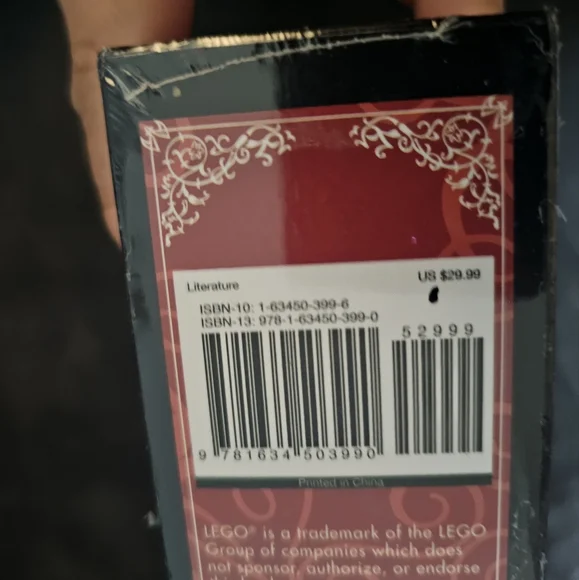 Literature
US $29.99
ISBN-10: 1-63450-399-6
ISBN-13: 978-1-63450-399-0
52999
9 781634 503990
Printed in China
LEGO® is a trademark of the LEGO
Group of companies which does
not sponsor, authorize, or endorse